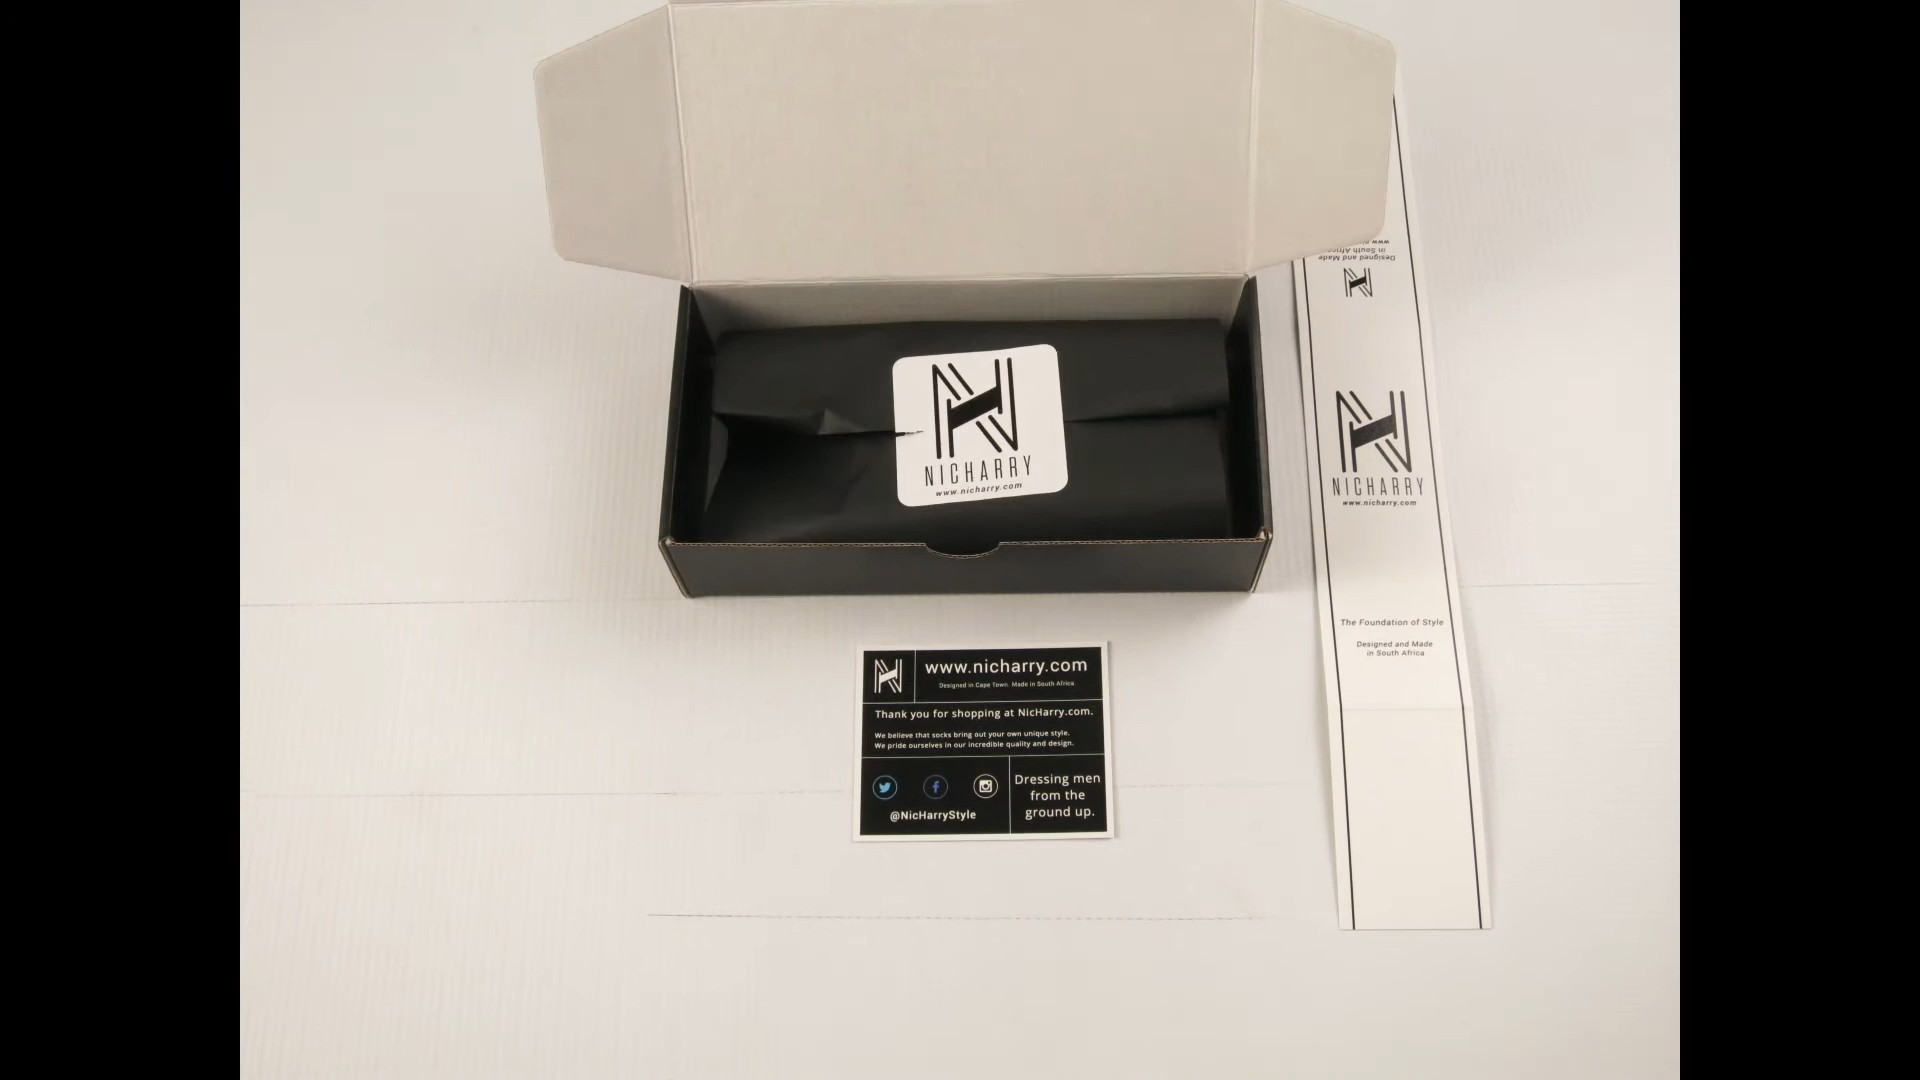 NICHARRY
www.nicharry.com
www.nicharry.com
Designed in Cape Town. Made in South Africa.
Thank you for shopping at NicHarry.com.
We believe that socks bring out your own unique style.
We pride ourselves in our incredible quality and design.
@NicHarryStyle
Dressing men
from the
ground up.
Designed and Made
in South Africa
NICHARRY
www.nicharry.com
The Foundation of Style
Designed and Made
in South Africa